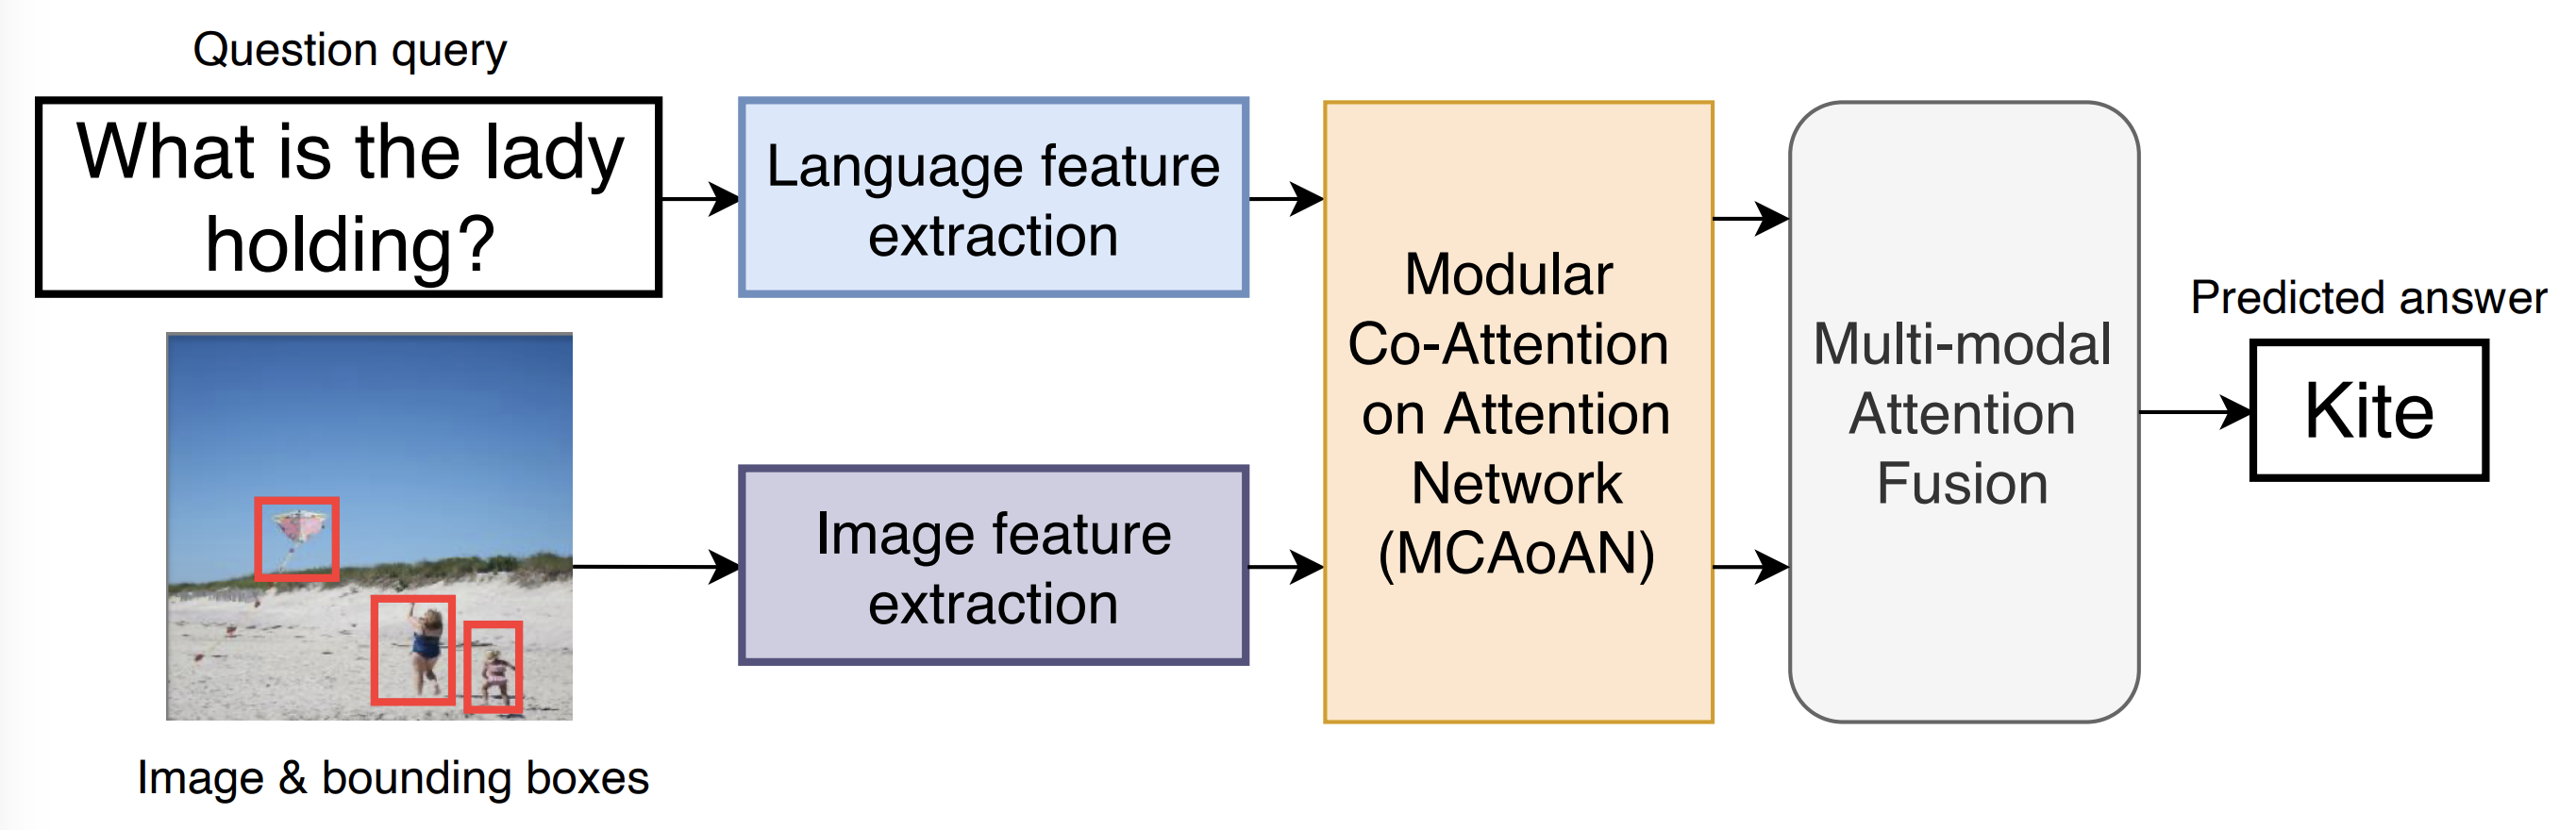 Question query
What is the lady
holding?
Image & bounding boxes
Language feature
extraction
Image feature
extraction
Modular
Co-Attention
on Attention
Network
(MCAoAN)
Multi-modal
Attention
Fusion
Predicted answer
Kite